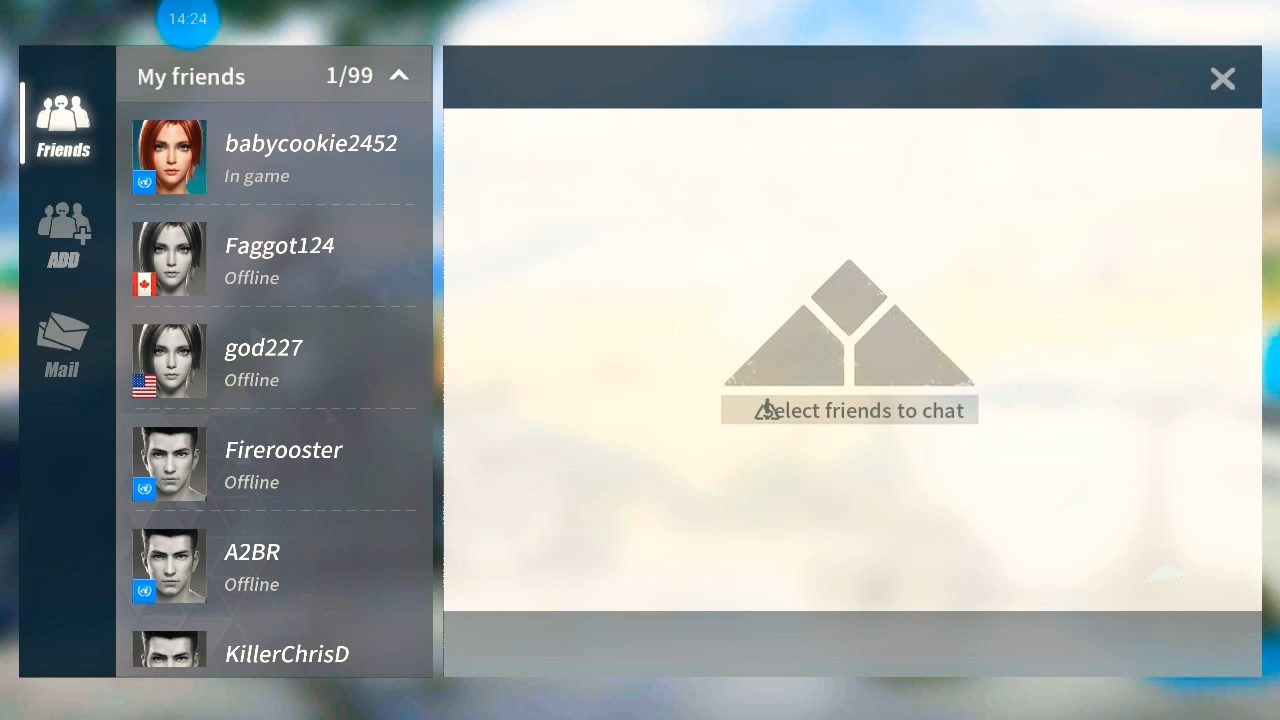 14:24
My friends 1/99
Friends
ADD
Mail
babycookie2452
In game
Faggot124
Offline
god227
Offline
Firerooster
Offline
A2BR
Offline
KillerChrisD
Select friends to chat